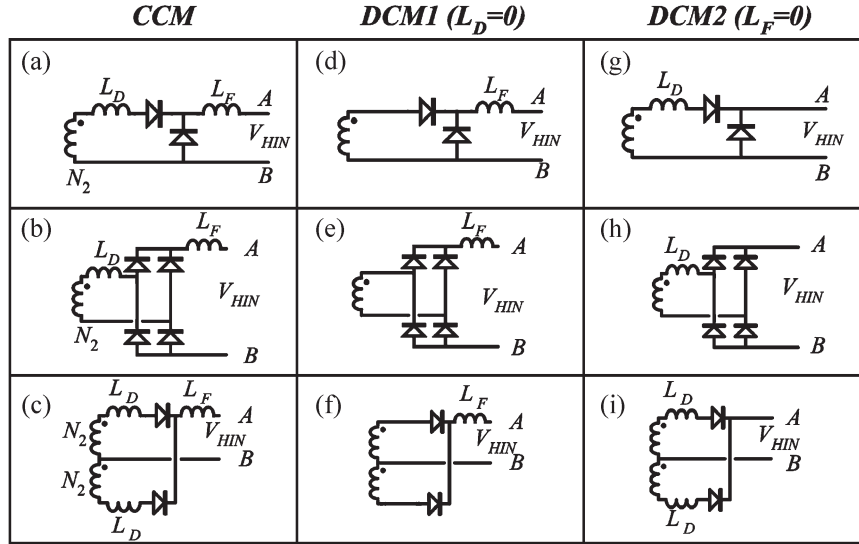 CCM DCM1 (L_D=0) DCM2 (L_F=0)
(a) L_D L_F A V_HIN B N_2
(d) L_F A V_HIN B
(g) L_D A V_HIN B
(b) L_D L_F A V_HIN N_2 B
(e) L_F A V_HIN B
(h) L_D A V_HIN B
(c) L_D L_F A N_2 V_HIN B N_2 L_D
(f) L_F A V_HIN B
(i) L_D A V_HIN B L_D